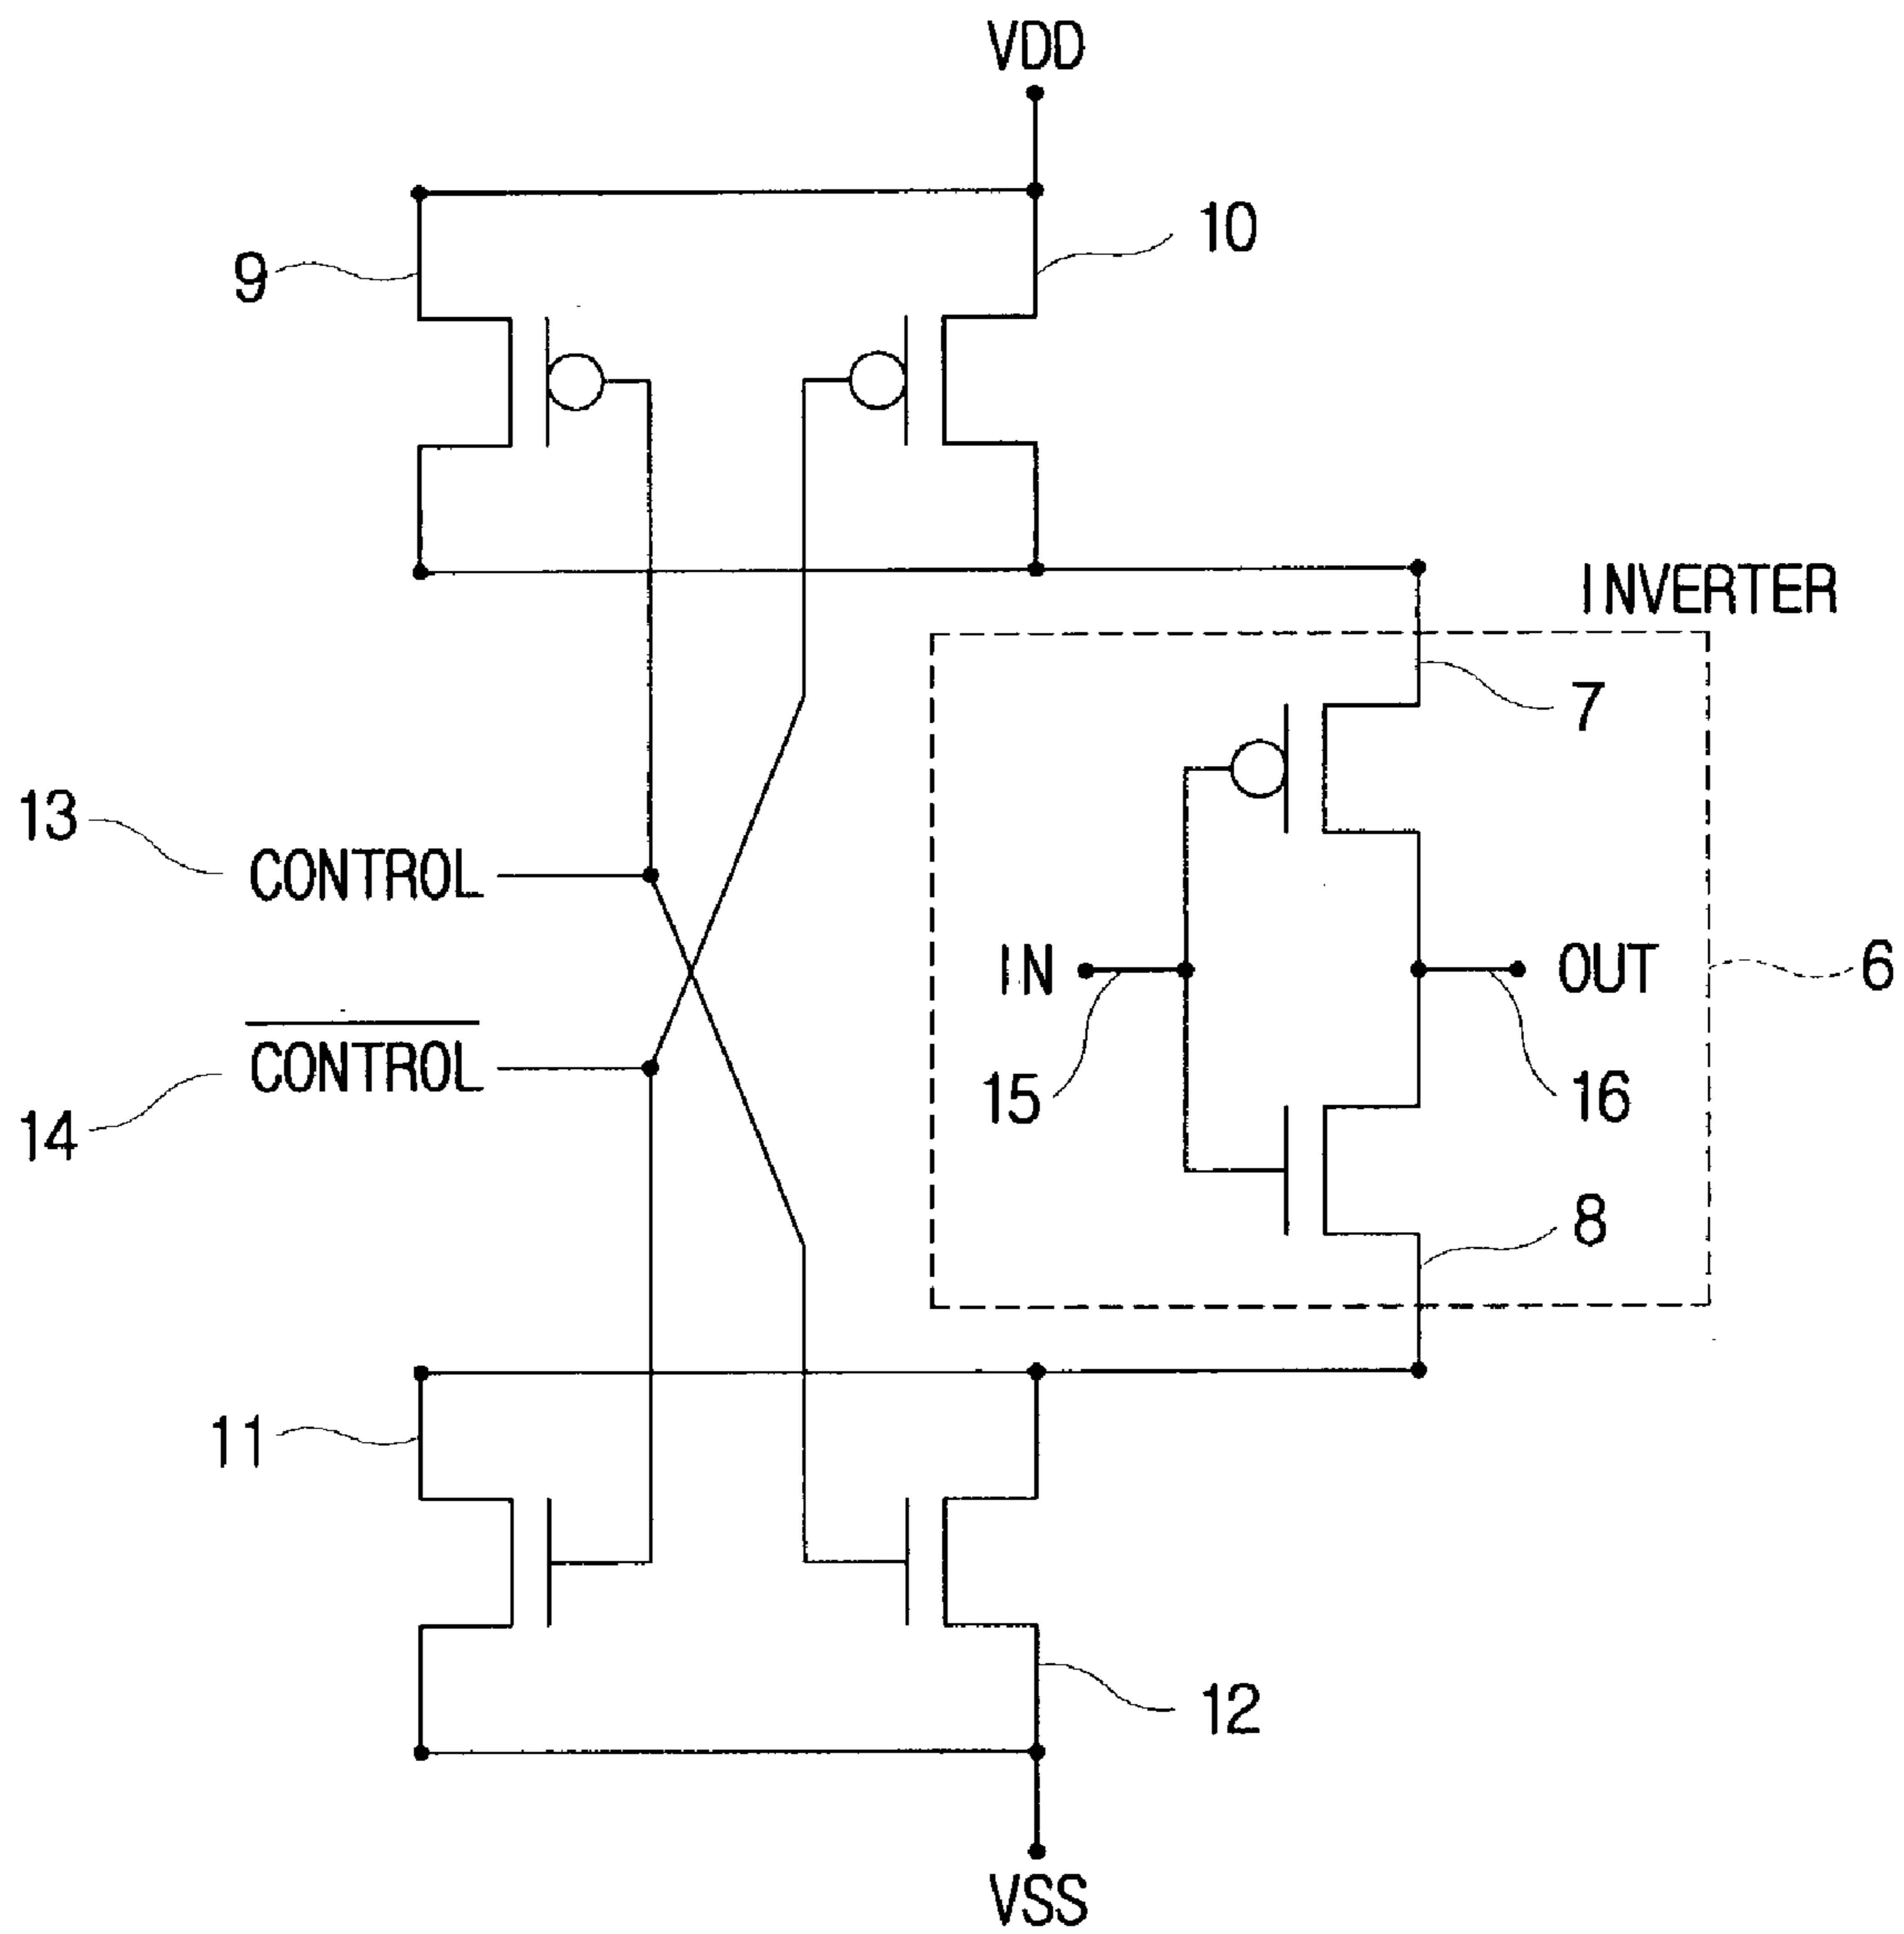 VDD
10
9
INVERTER
7
13
CONTROL
IN
OUT
6
CONTROL
15
16
14
8
11
12
VSS